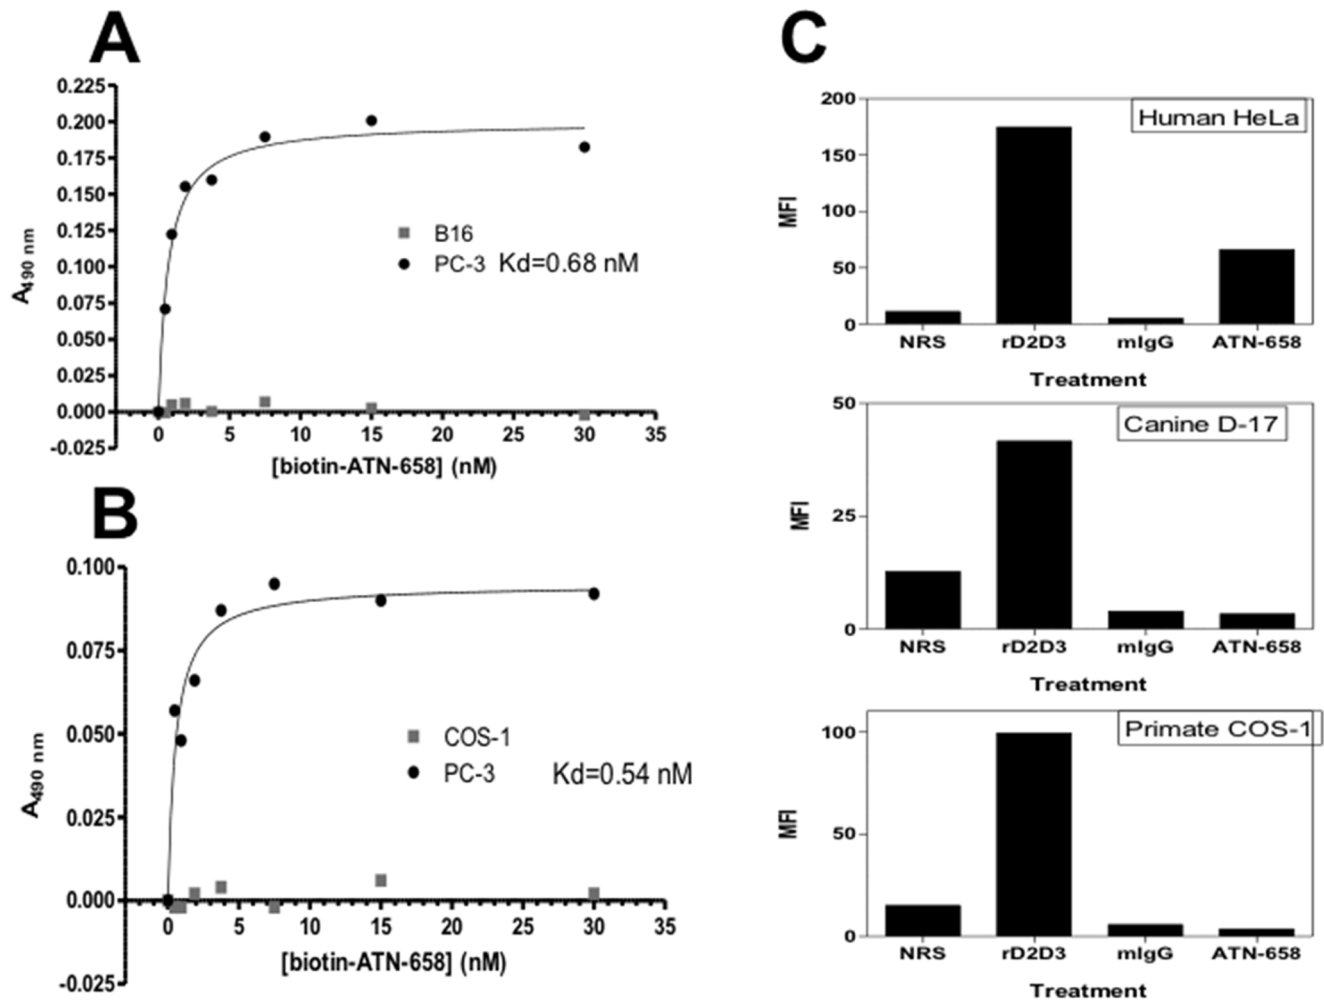 A
0.225
0.200
0.175
0.150
0.125
0.100
0.075
0.050
0.025
0.000
-0.025
A490 nm
B16
PC-3 Kd=0.68 nM
0 5 10 15 20 25 30 35
[biotin-ATN-658] (nM)
B
0.100
0.075
0.050
0.025
0.000
-0.025
A490 nm
COS-1
PC-3 Kd=0.54 nM
0 5 10 15 20 25 30 35
[biotin-ATN-658] (nM)
C
Human HeLa
200
150
100
50
0
MFI
NRS rD2D3 mIgG ATN-658
Treatment
Canine D-17
50
25
0
MFI
NRS rD2D3 mIgG ATN-658
Treatment
Primate COS-1
100
50
0
MFI
NRS rD2D3 mIgG ATN-658
Treatment